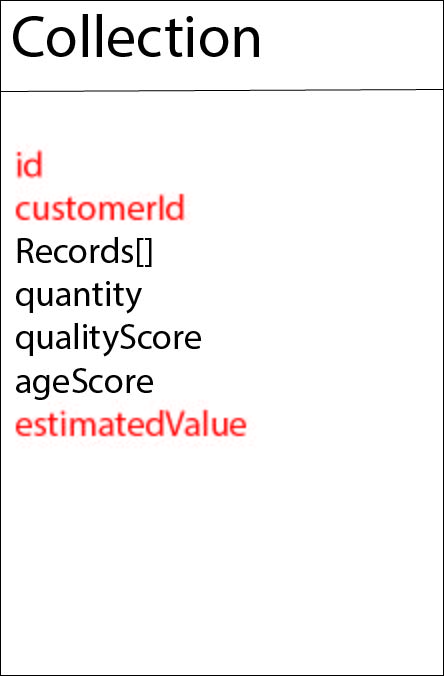 Collection
id
customerId
Records[]
quantity
qualityScore
ageScore
estimatedValue